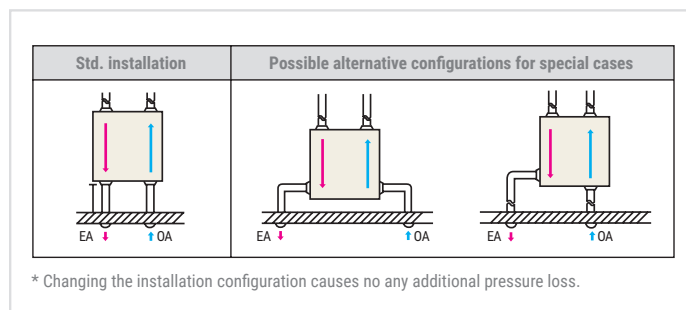 Std. installation
Possible alternative configurations for special cases
EA OA
EA OA
EA OA
* Changing the installation configuration causes no any additional pressure loss.